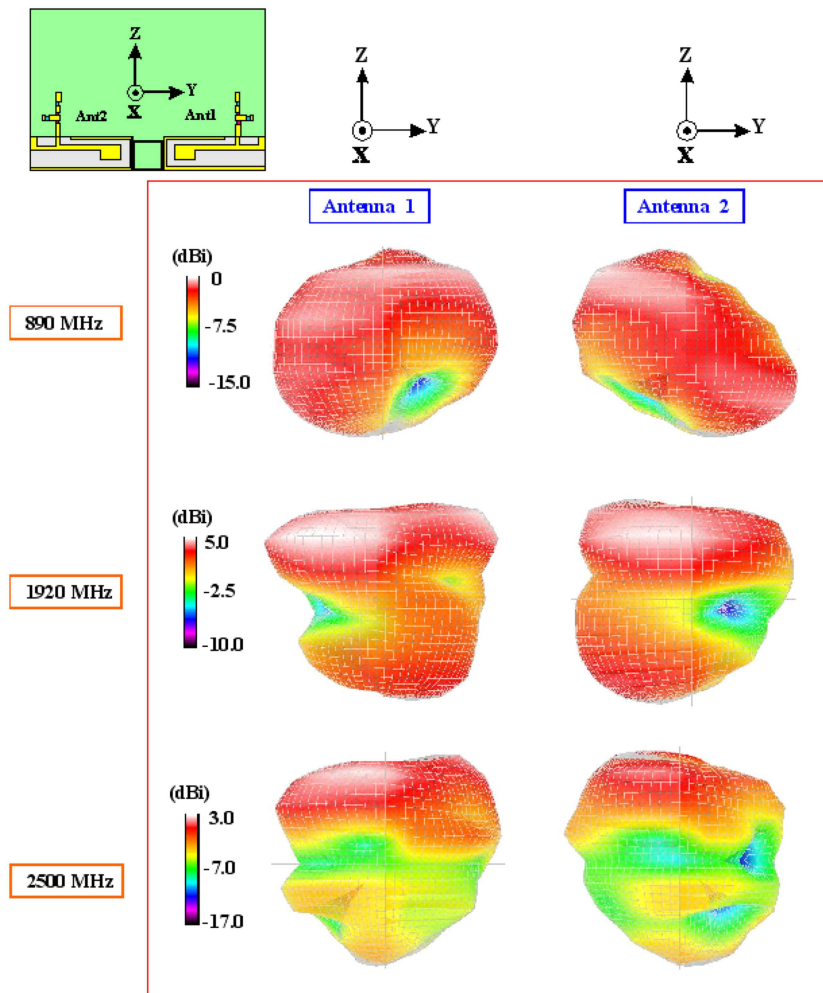 Z
Y
X
Ant2
Ant1
Z
Y
X
Z
Y
X
Antenna 1
Antenna 2
(dBi)
0
-7.5
-15.0
890 MHz
(dBi)
5.0
-2.5
-10.0
1920 MHz
(dBi)
3.0
-7.0
-17.0
2500 MHz